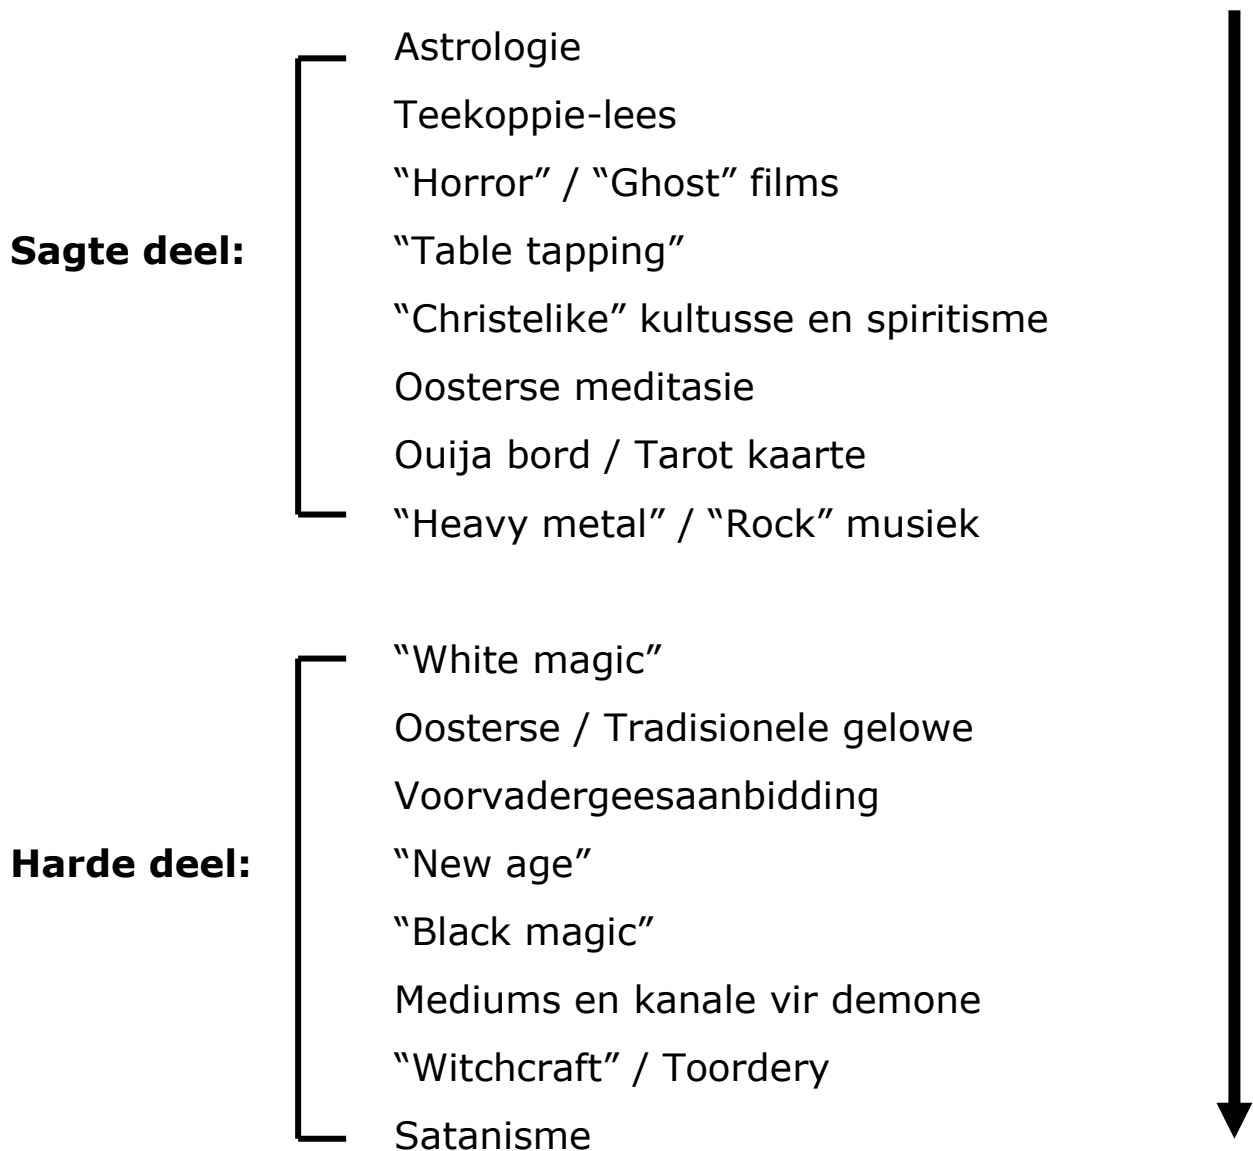 Astrologie
Teekoppie-lees
“Horror” / “Ghost” films
Sagte deel: “Table tapping”
“Christelike” kultusse en spiritisme
Oosterse meditasie
Ouija bord / Tarot kaarte
“Heavy metal” / “Rock” musiek
“White magic”
Oosterse / Tradisionele gelowe
Voorvadergeesaanbidding
Harde deel: “New age”
“Black magic”
Mediums en kanale vir demone
“Witchcraft” / Toordery
Satanisme